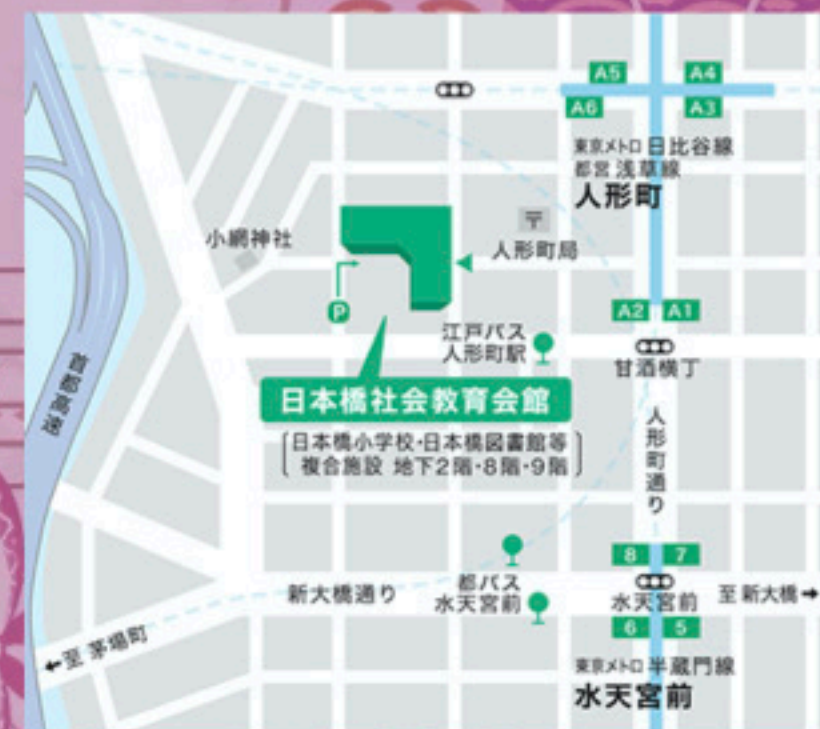 A5
A4
A6
A3
東京メトロ 日比谷線
都営 浅草線
人形町
〒
小網神社
人形町局
P
A2
A1
江戸バス
人形町駅
甘酒横丁
首都高速
日本橋社会教育会館
日本橋小学校・日本橋図書館等
複合施設 地下2階・8階・9階
人形町通り
8
7
新大橋通り
都バス
水天宮前
水天宮前
至 新大橋→
6
5
←至 茅場町
東京メトロ 半蔵門線
水天宮前